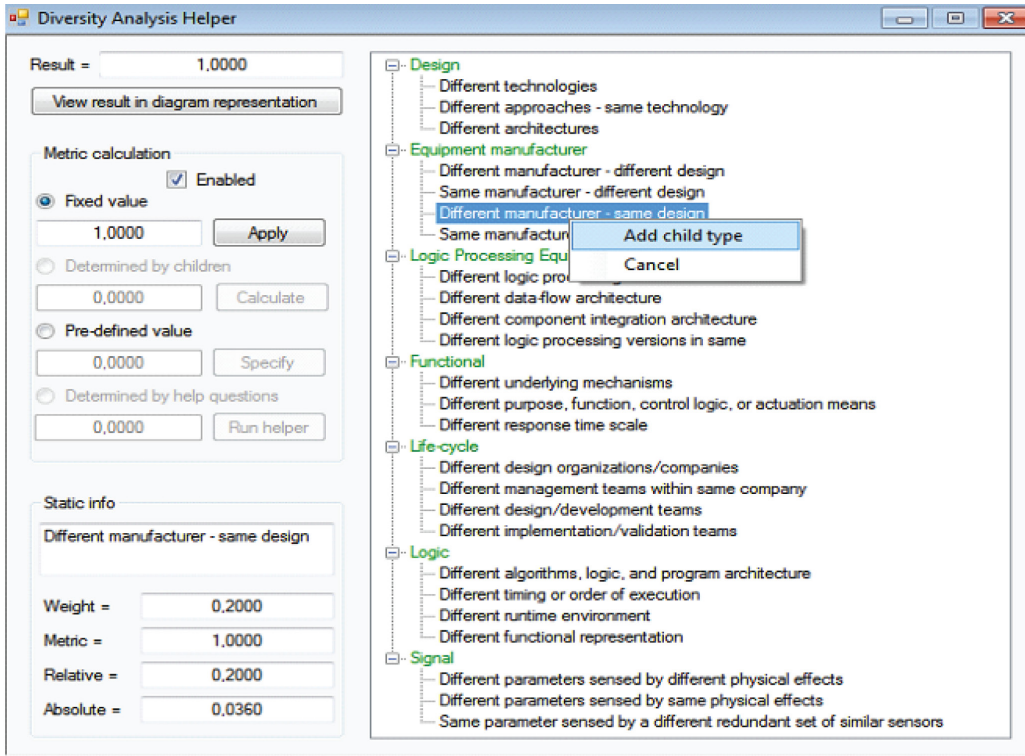 Diversity Analysis Helper
Result =
1,0000
View result in diagram representation
Metric calculation
Enabled
Fixed value
1,0000
Apply
Determined by children
0,0000
Calculate
Pre-defined value
0,0000
Specify
Determined by help questions
0,0000
Run helper
Static info
Different manufacturer - same design
Weight =
0,2000
Metric =
1,0000
Relative =
0,2000
Absolute =
0,0360
Design
Different technologies
Different approaches - same technology
Different architectures
Equipment manufacturer
Different manufacturer - different design
Same manufacturer - different design
Different manufacturer - same design
Same
Add child type
Cancel
Logic Processing
Different logic
Different data-flow architecture
Different component integration architecture
Different logic processing versions in same
Functional
Different underlying mechanisms
Different purpose, function, control logic, or actuation means
Different response time scale
Life-cycle
Different design organizations/companies
Different management teams within same company
Different design/development teams
Different implementation/validation teams
Logic
Different algorithms, logic, and program architecture
Different timing or order of execution
Different runtime environment
Different functional representation
Signal
Different parameters sensed by different physical effects
Different parameters sensed by same physical effects
Same parameter sensed by a different redundant set of similar sensors